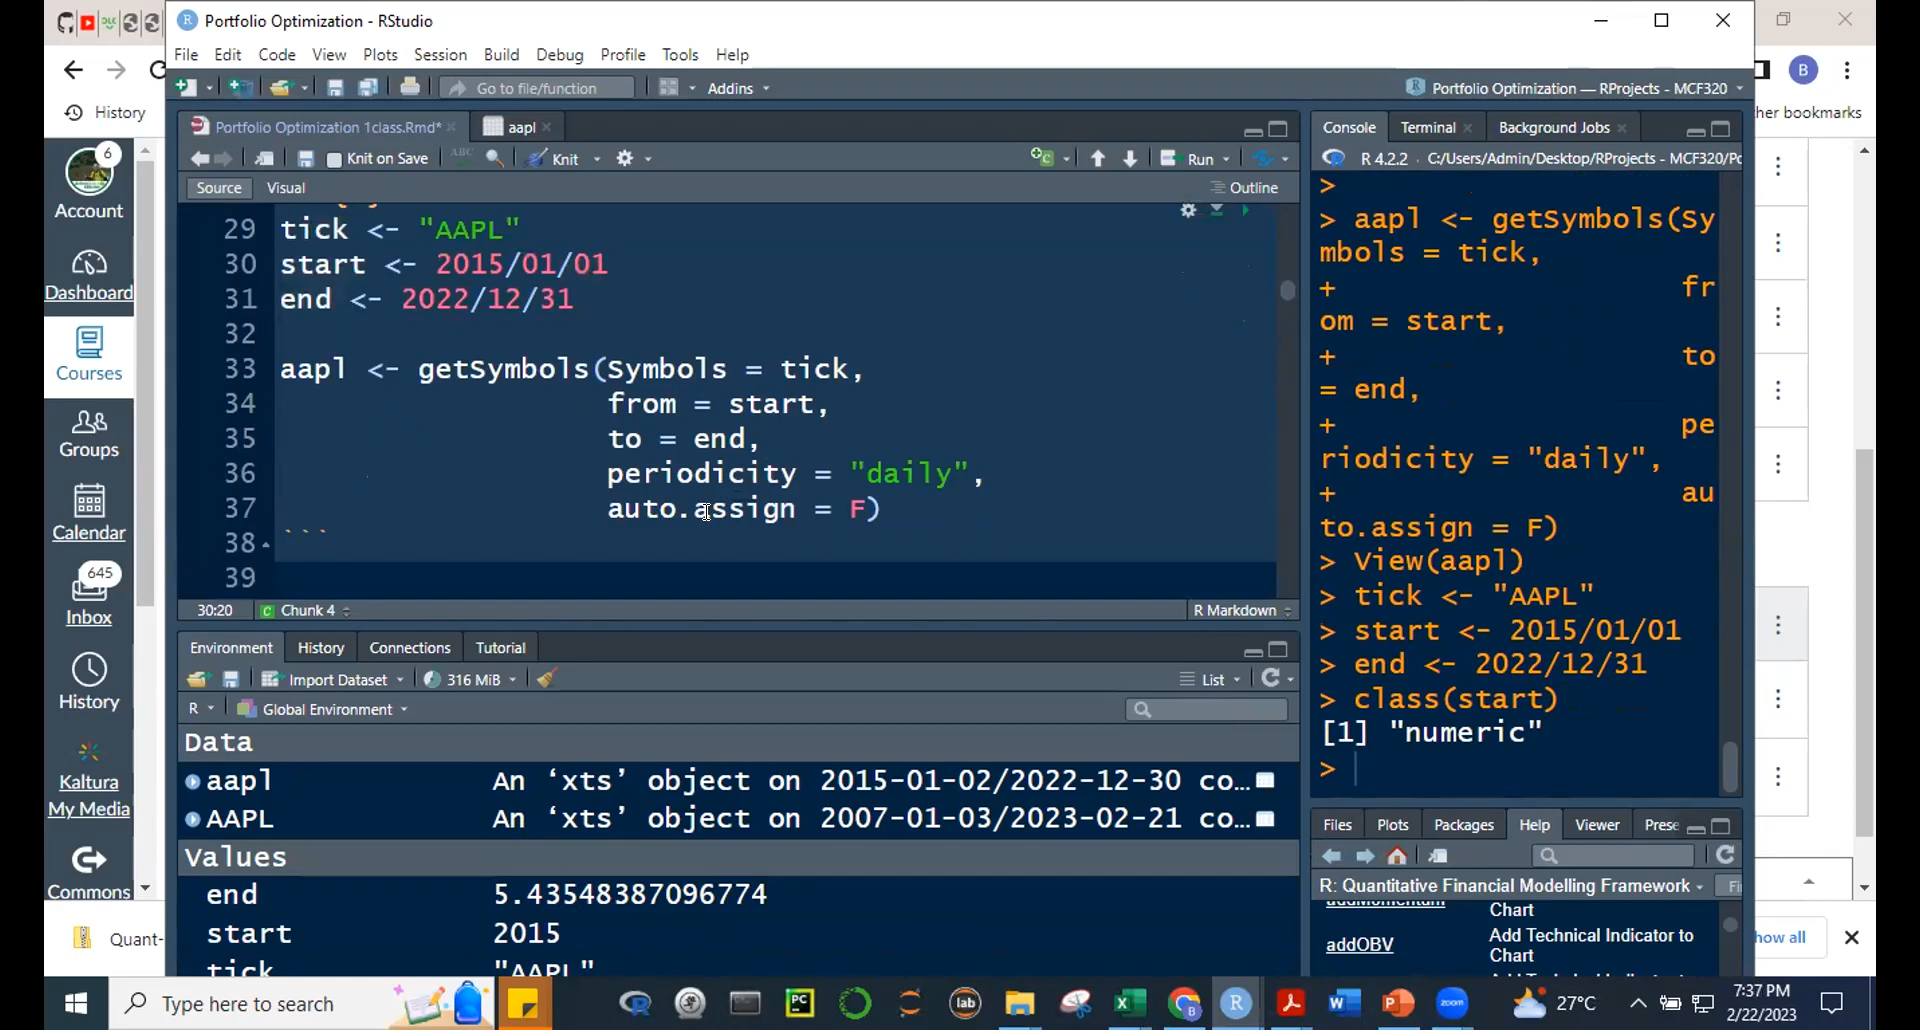 Portfolio Optimization - RStudio
File Edit Code View Plots Session Build Debug Profile Tools Help
Go to file/function
Addins
Portfolio Optimization — RProjects - MCF320
History
her bookmarks
B
Portfolio Optimization 1class.Rmd*
aapl
Console Terminal Background Jobs
Knit on Save
ABC
Knit
Run
R 4.2.2 · C:/Users/Admin/Desktop/RProjects - MCF320/Po
Source Visual
Outline
6
Account
Dashboard
Courses
Groups
Calendar
645
Inbox
History
Kaltura
My Media
Commons
29 tick <- "AAPL"
30 start <- 2015/01/01
31 end <- 2022/12/31
32
33 aapl <- getSymbols(Symbols = tick,
34 from = start,
35 to = end,
36 periodicity = "daily",
37 auto.assign = F)
38 ```
39
30:20 Chunk 4 R Markdown
>
> aapl <- getSymbols(Sy
mbols = tick,
+ fr
om = start,
+ to
= end,
+ pe
riodicity = "daily",
+ au
to.assign = F)
> View(aapl)
> tick <- "AAPL"
> start <- 2015/01/01
> end <- 2022/12/31
> class(start)
[1] "numeric"
>
Environment History Connections Tutorial
Import Dataset 316 MiB List
R Global Environment
Data
aapl An ‘xts’ object on 2015-01-02/2022-12-30 co…
AAPL An ‘xts’ object on 2007-01-03/2023-02-21 co…
Values
end 5.43548387096774
start 2015
tick "AAPL"
Files Plots Packages Help Viewer Prese
R: Quantitative Financial Modelling Framework Fi
addMomentum
Chart
addOBV Add Technical Indicator to
Chart
Quant-
how all
Type here to search
PC
lab
R
W
zoom
27°C
7:37 PM
2/22/2023